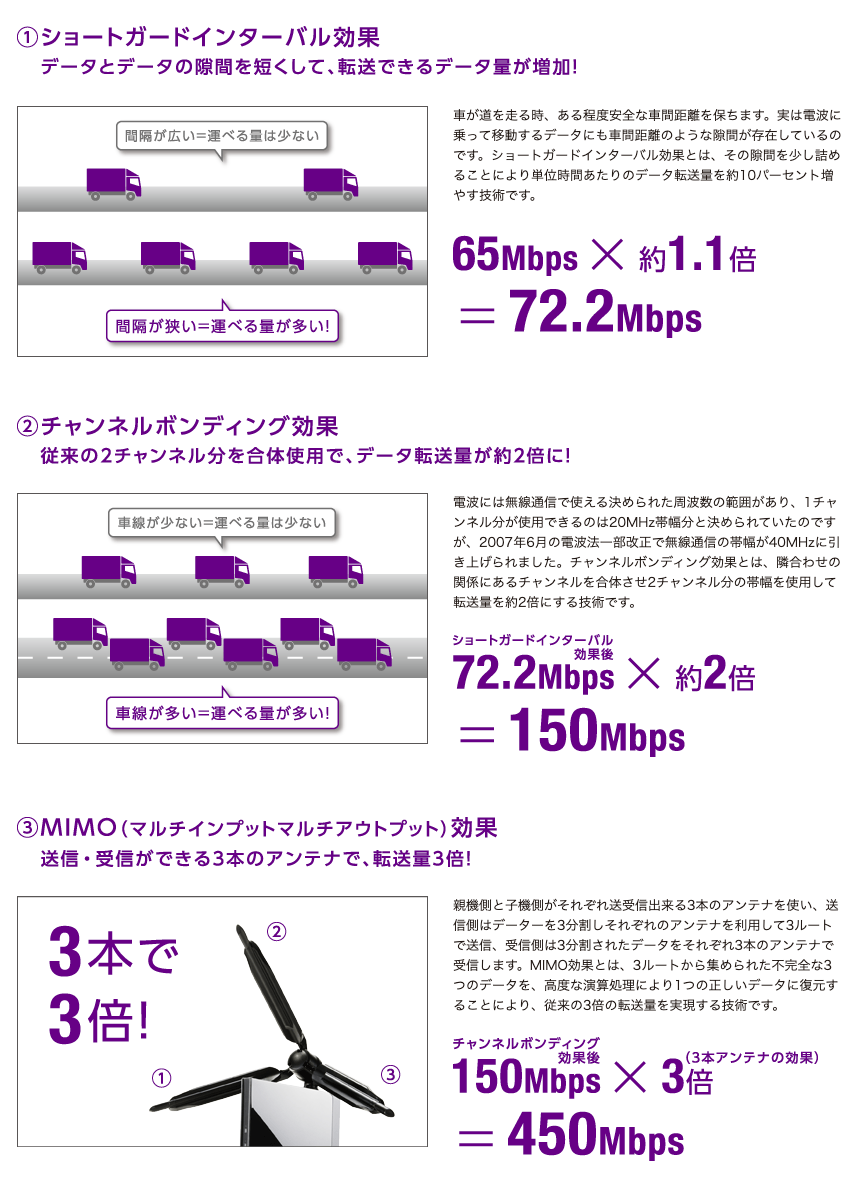 ①ショートガードインターバル効果
データとデータの隙間を短くして、転送できるデータ量が増加!
間隔が広い=運べる量は少ない
間隔が狭い=運べる量が多い!
車が道を走る時、ある程度安全な車間距離を保ちます。実は電波に
乗って移動するデータにも車間距離のような隙間が存在しているの
です。ショートガードインターバル効果とは、その隙間を少し詰め
ることにより単位時間あたりのデータ転送量を約10パーセント増
やす技術です。
65Mbps × 約1.1倍
= 72.2Mbps
②チャンネルボンディング効果
従来の2チャンネル分を合体使用で、データ転送量が約2倍に!
車線が少ない=運べる量は少ない
車線が多い=運べる量が多い!
電波には無線通信で使える決められた周波数の範囲があり、1チャ
ンネル分が使用できるのは20MHz帯幅分と決められていたのです
が、2007年6月の電波法一部改正で無線通信の帯幅が40MHzに引
き上げられました。チャンネルボンディング効果とは、隣合わせの
関係にあるチャンネルを合体させ2チャンネル分の帯幅を使用して
転送量を約2倍にする技術です。
ショートガードインターバル
効果後
72.2Mbps × 約2倍
= 150Mbps
③MIMO(マルチインプットマルチアウトプット)効果
送信・受信ができる3本のアンテナで、転送量3倍!
3本で
3倍!
①
②
③
親機側と子機側がそれぞれ送受信出来る3本のアンテナを使い、送
信側はデーターを3分割しそれぞれのアンテナを利用して3ルート
で送信、受信側は3分割されたデータをそれぞれ3本のアンテナで
受信します。MIMO効果とは、3ルートから集められた不完全な3
つのデータを、高度な演算処理により1つの正しいデータに復元す
ることにより、従来の3倍の転送量を実現する技術です。
チャンネルボンディング
効果後
(3本アンテナの効果)
150Mbps × 3倍
= 450Mbps